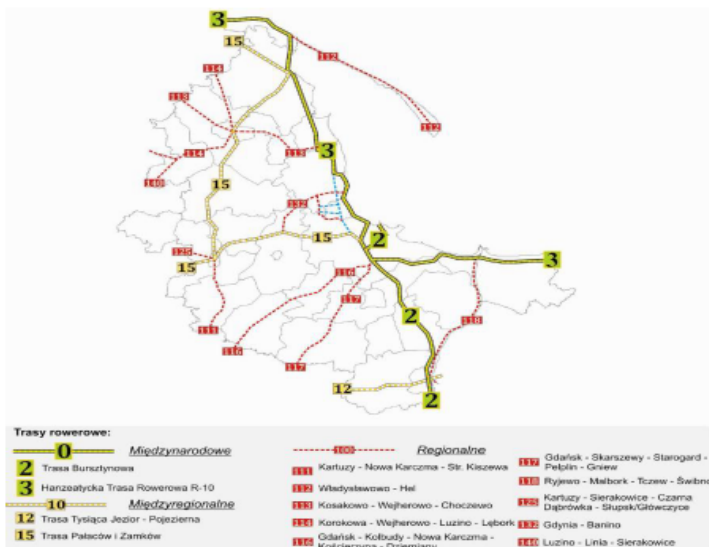 3
15
112
114
113
112
3
113
114
140
15
132
2
15
125
15
3
116
117
2
118
111
116
117
12
2
Trasy rowerowe:
0 Międzynarodowe
2 Trasa Bursztynowa
3 Hanzeatycka Trasa Rowerowa R-10
10 Międzyregionalne
12 Trasa Tysiąca Jezior - Pojezierna
15 Trasa Pałaców i Zamków
100 Regionalne
111 Kartuzy - Nowa Karczma - Str. Kiszewa
112 Władysławowo - Hel
113 Kosakowo - Wejherowo - Choczewo
114 Korokowa - Wejherowo - Luzino - Lębork
116 Gdańsk - Kolbudy - Nowa Karczma -
Kościerzyna - Dziemiany
117 Gdańsk - Skarszewy - Starogard -
Pelplin - Gniew
118 Ryjewo - Malbork - Tczew - Świbno
125 Kartuzy - Sierakowice - Czarna
Dąbrówka - Słupsk/Główczyce
132 Gdynia - Banino
140 Luzino - Linia - Sierakowice